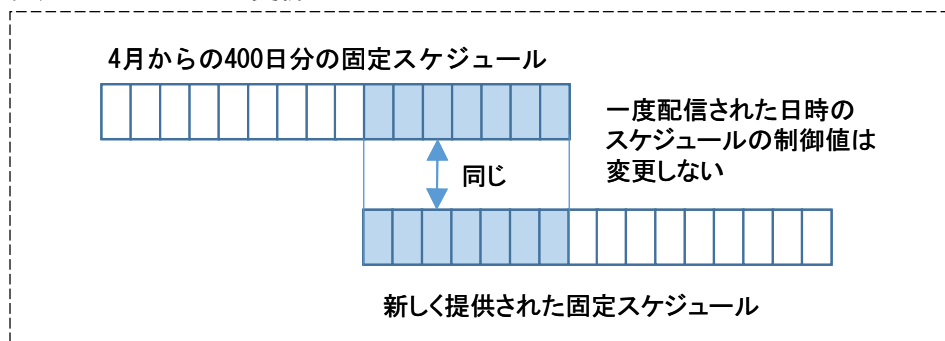 4月からの400日分の固定スケジュール
一度配信された日時の
スケジュールの制御値は
変更しない
同じ
新しく提供された固定スケジュール